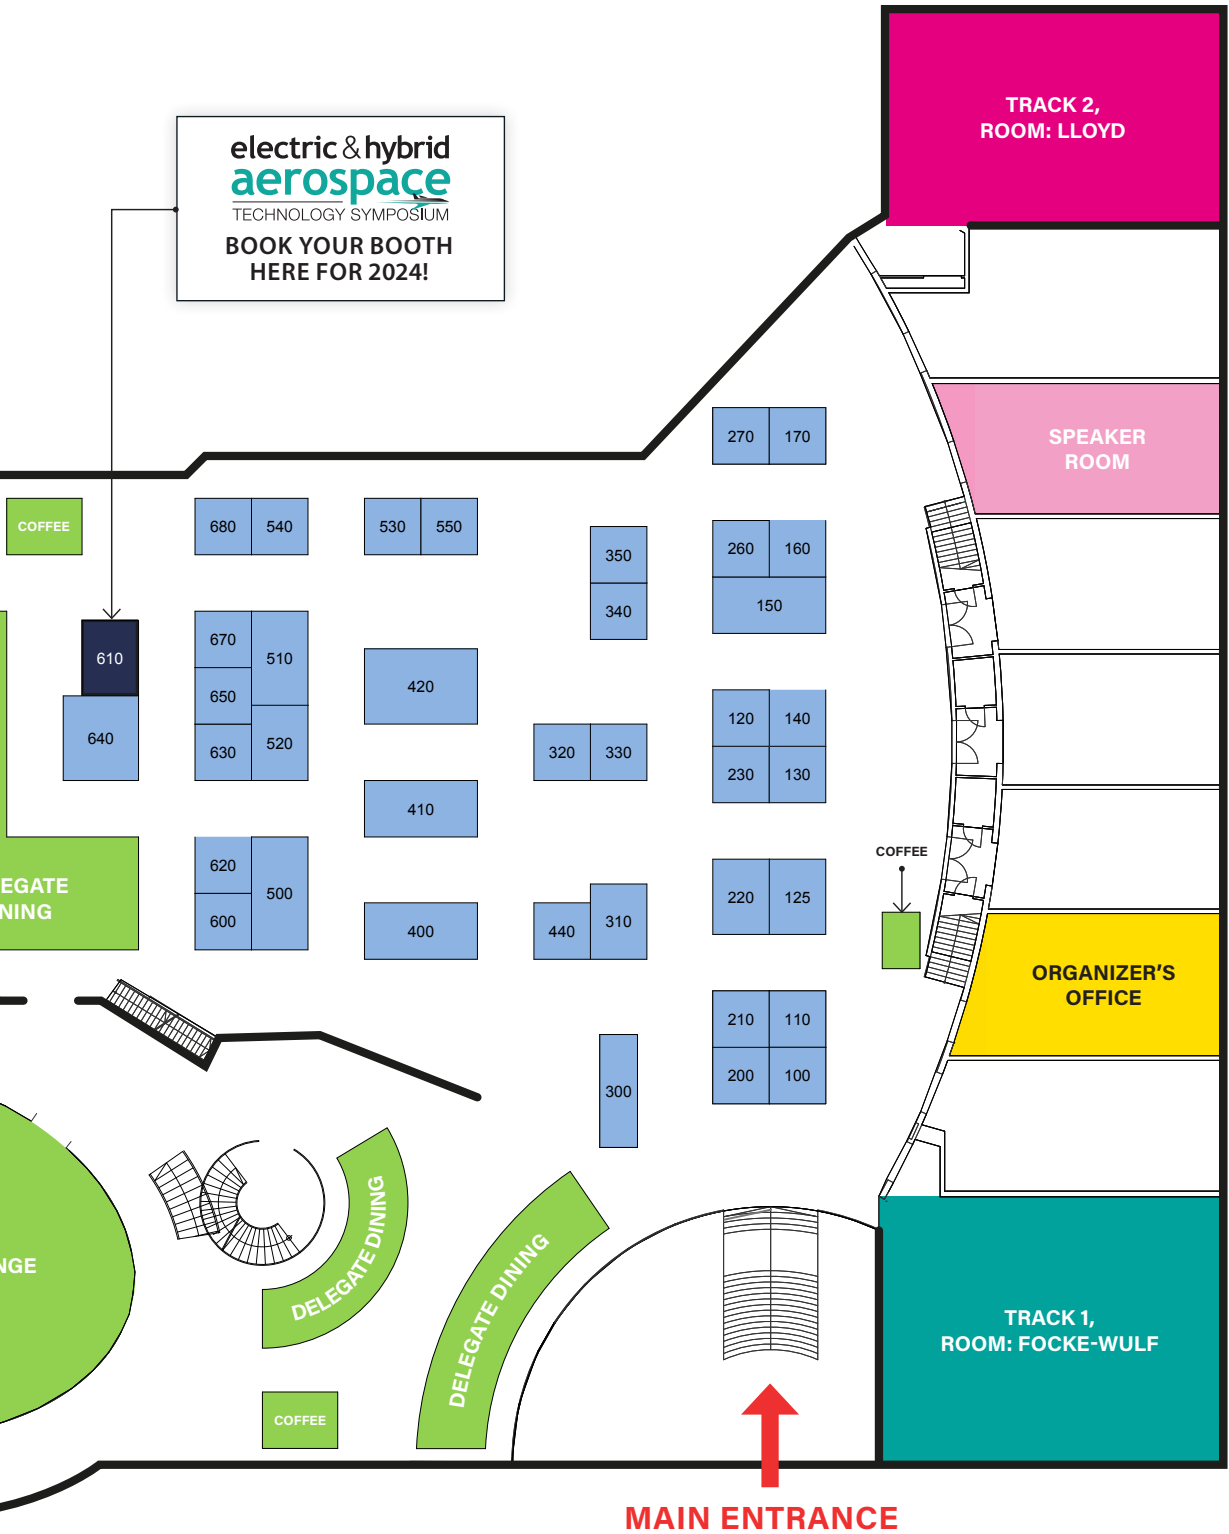 TRACK 2,
ROOM: LLOYD
electric & hybrid
aerospace
TECHNOLOGY SYMPOSIUM
BOOK YOUR BOOTH
HERE FOR 2024!
SPEAKER
ROOM
270 170
COFFEE
680 540
530 550
350
340
260 160
150
610
640
670
650
630
510
520
420
320 330
120 140
230 130
410
620
600
500
COFFEE
EGATE
NING
400
440 310
220 125
ORGANIZER'S
OFFICE
210 110
200 100
300
DELEGATE DINING
DELEGATE DINING
NGE
TRACK 1,
ROOM: FOCKE-WULF
COFFEE
MAIN ENTRANCE